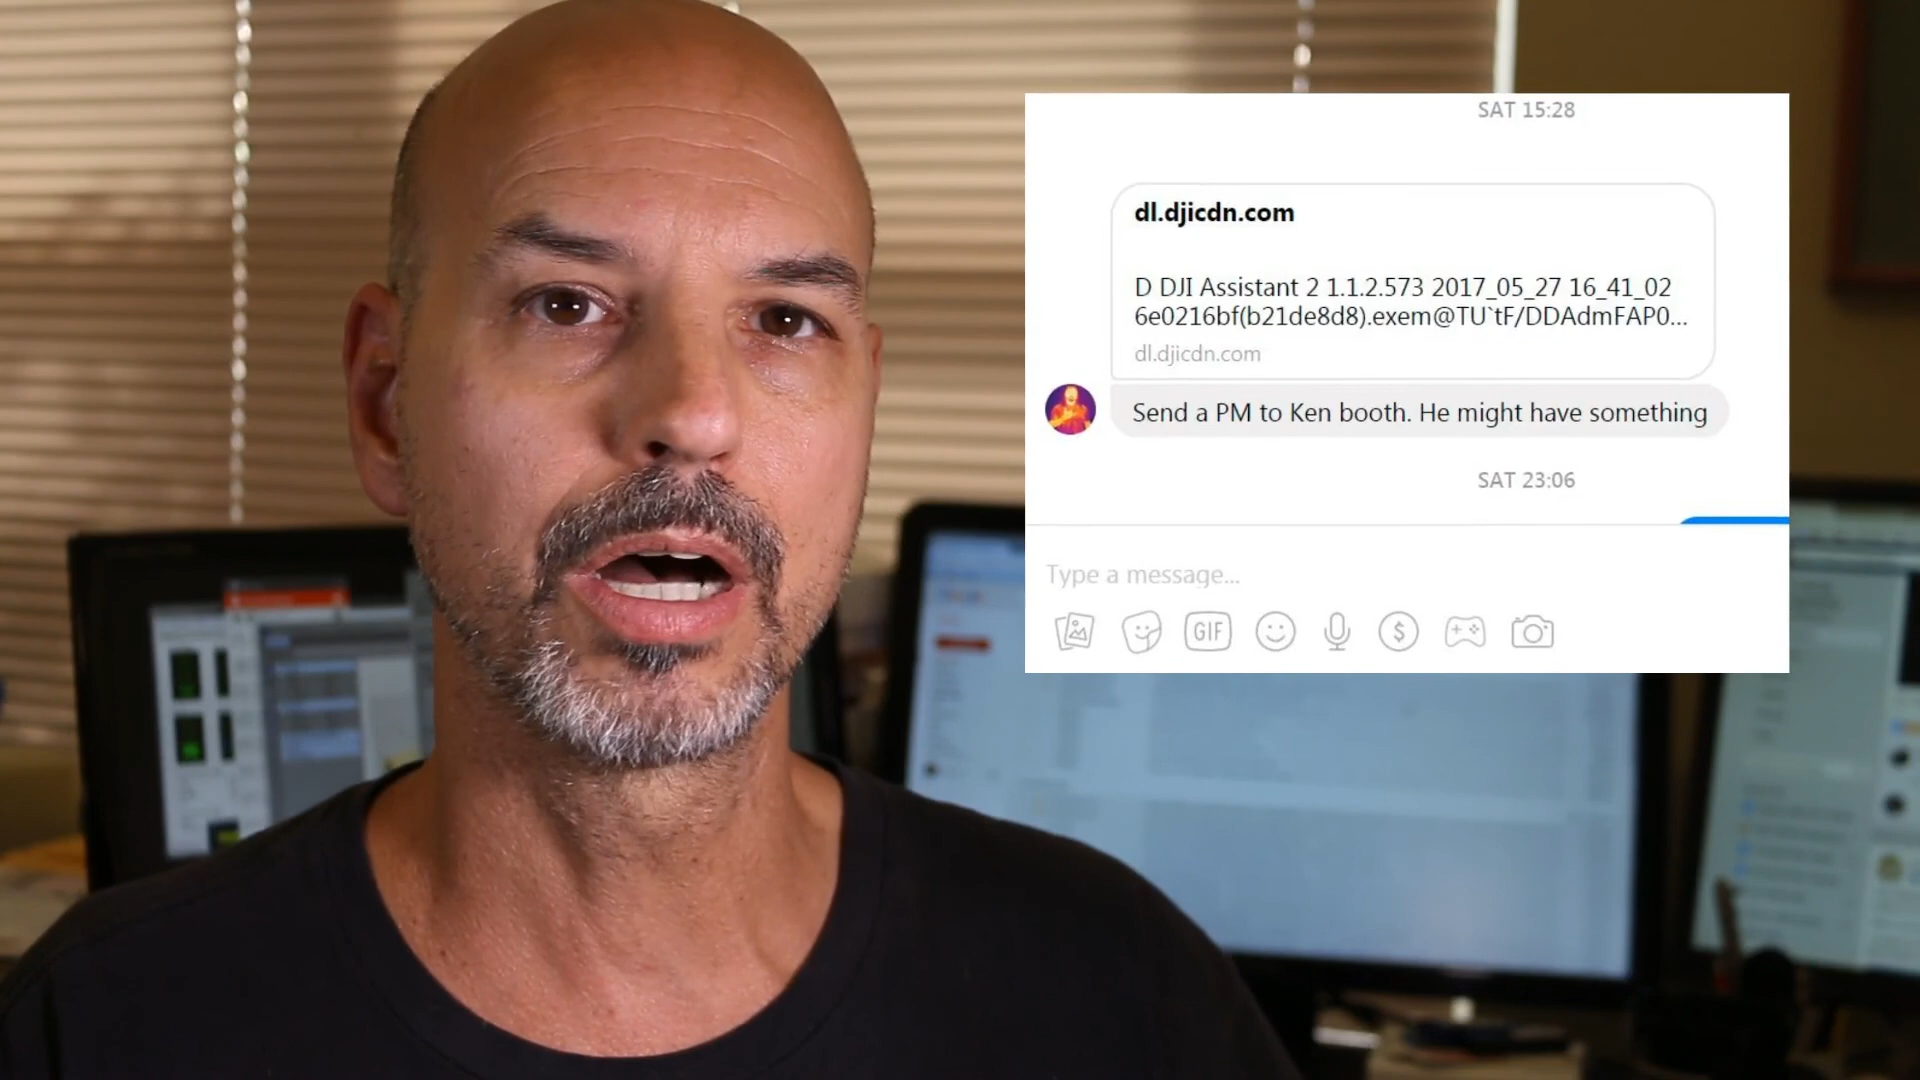 SAT 15:28
dl.djicdn.com
D DJI Assistant 2 1.1.2.573 2017_05_27 16_41_02
6e0216bf(b21de8d8).exem@TU`tF/DDAdmFAP0...
dl.djicdn.com
Send a PM to Ken booth. He might have something
SAT 23:06
Type a message...
GIF